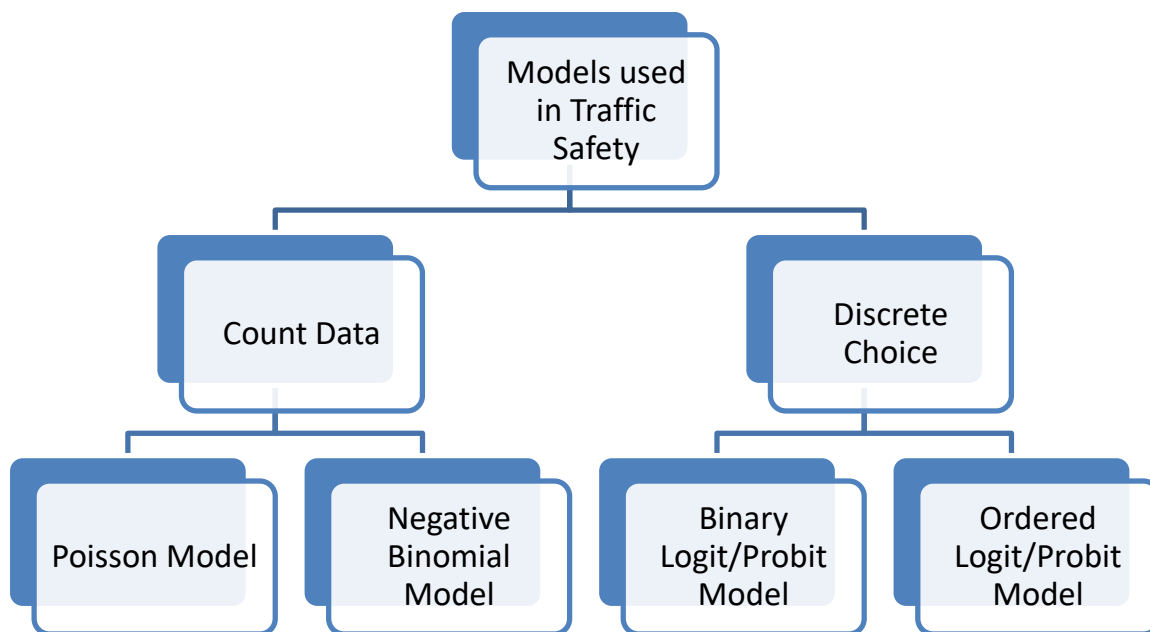 Models used
in Traffic
Safety
Count Data
Discrete
Choice
Poisson Model
Negative
Binomial
Model
Binary
Logit/Probit
Model
Ordered
Logit/Probit
Model